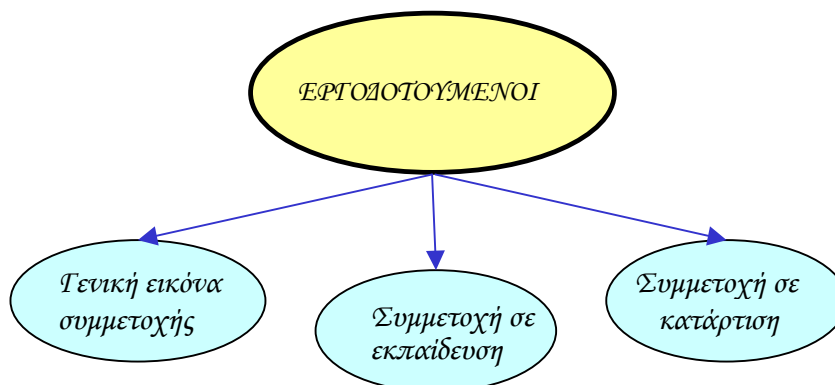 ΕΡΓΟΔΟΤΟΥΜΕΝΟΙ
Γενική εικόνα
συμμετοχής
Συμμετοχή σε
εκπαίδευση
Συμμετοχή σε
κατάρτιση